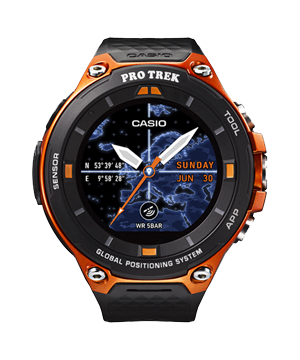 CASIO
PRO TREK
CASIO
TOOL
SENSOR
N 53° 39' 48"
E 9° 58' 28"
SUNDAY
JUN 30
APP
WR 5BAR
GLOBAL POSITIONING SYSTEM